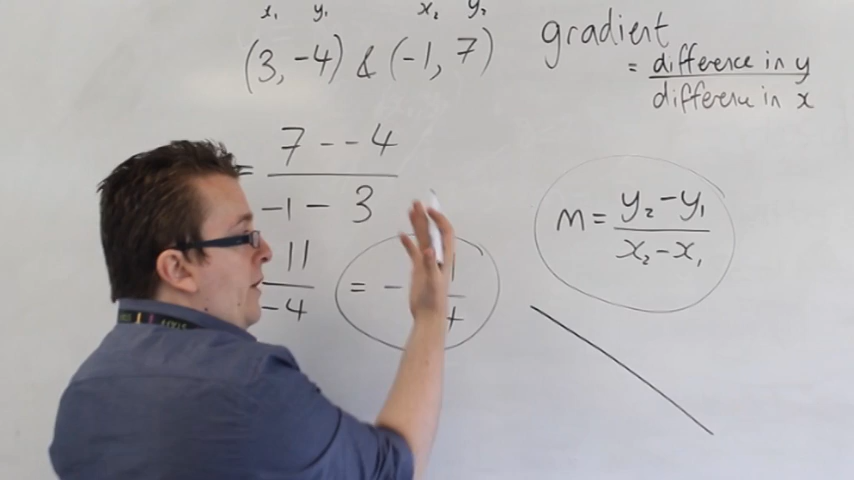 x₁ y₁ x₂ y₂
(3, -4) & (-1, 7)
gradient
= difference in y
difference in x
= 7 - - 4
-1 - 3
11
-4
= -
m = y₂ - y₁
x₂ - x₁